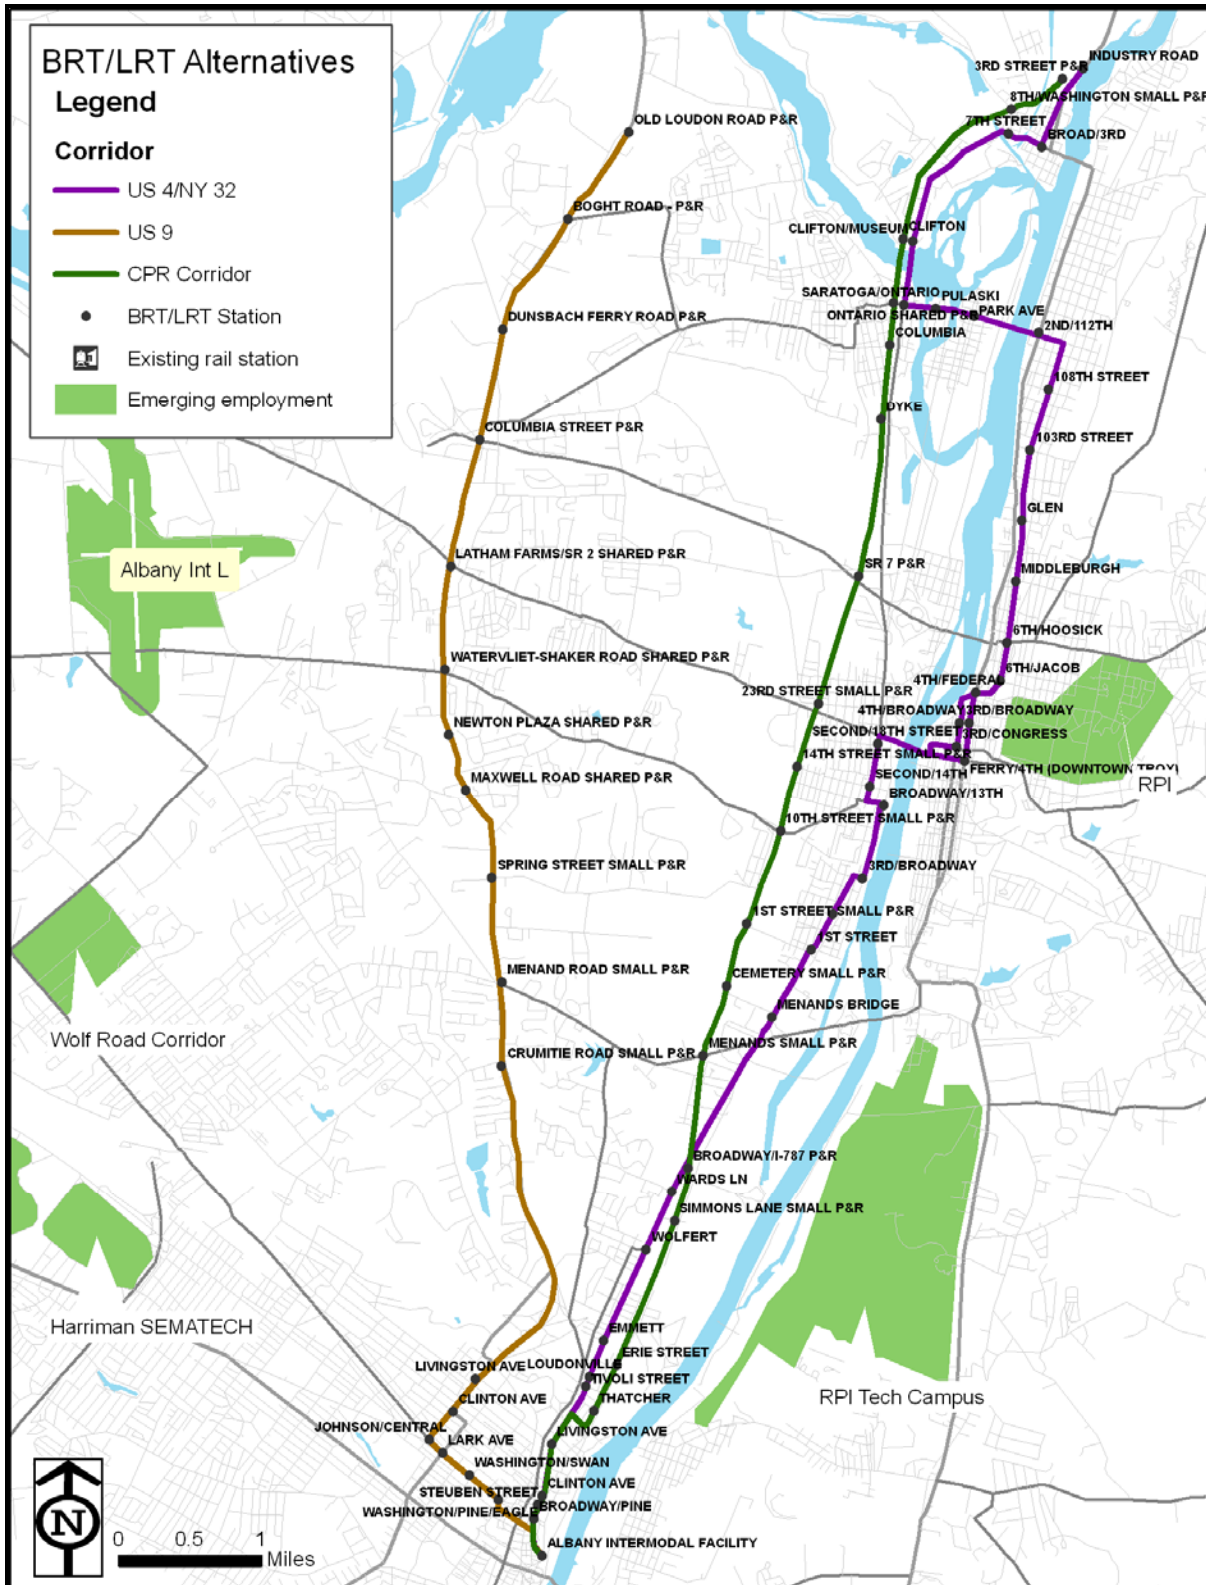 BRT/LRT Alternatives
Legend
Corridor
US 4/NY 32
US 9
CPR Corridor
BRT/LRT Station
Existing rail station
Emerging employment
INDUSTRY ROAD
3RD STREET P&R
8TH/WASHINGTON SMALL P&R
7TH STREET
BROAD/3RD
OLD LOUDON ROAD P&R
BOGHT ROAD - P&R
CLIFTON/MUSEUM
CLIFTON
SARATOGA/ONTARIO
PULASKI
ONTARIO SHARED P&R
PARK AVE
DUNSBACH FERRY ROAD P&R
2ND/112TH
COLUMBIA
108TH STREET
DYKE
COLUMBIA STREET P&R
103RD STREET
GLEN
LATHAM FARMS/SR 2 SHARED P&R
SR 7 P&R
Albany Int L
MIDDLEBURGH
6TH/HOOSICK
WATERVLIET-SHAKER ROAD SHARED P&R
6TH/JACOB
4TH/FEDERAL
23RD STREET SMALL P&R
4TH/BROADWAY
3RD/BROADWAY
NEWTON PLAZA SHARED P&R
SECOND/18TH STREET
3RD/CONGRESS
14TH STREET SMALL P&R
FERRY/4TH (DOWNTOWN TROY)
SECOND/14TH
MAXWELL ROAD SHARED P&R
RPI
BROADWAY/13TH
10TH STREET SMALL P&R
SPRING STREET SMALL P&R
3RD/BROADWAY
1ST STREET SMALL P&R
1ST STREET
MENAND ROAD SMALL P&R
CEMETERY SMALL P&R
MENANDS BRIDGE
Wolf Road Corridor
CRUMITIE ROAD SMALL P&R
MENANDS SMALL P&R
BROADWAY/I-787 P&R
WARDS LN
SIMMONS LANE SMALL P&R
WOLFERT
Harriman SEMATECH
EMMETT
ERIE STREET
LIVINGSTON AVE
LOUDONVILLE
TIVOLI STREET
THATCHER
RPI Tech Campus
CLINTON AVE
JOHNSON/CENTRAL
LIVINGSTON AVE
LARK AVE
WASHINGTON/SWAN
CLINTON AVE
STEUBEN STREET
BROADWAY/PINE
WASHINGTON/PINE/EAGLE
ALBANY INTERMODAL FACILITY
N
0 1
Miles